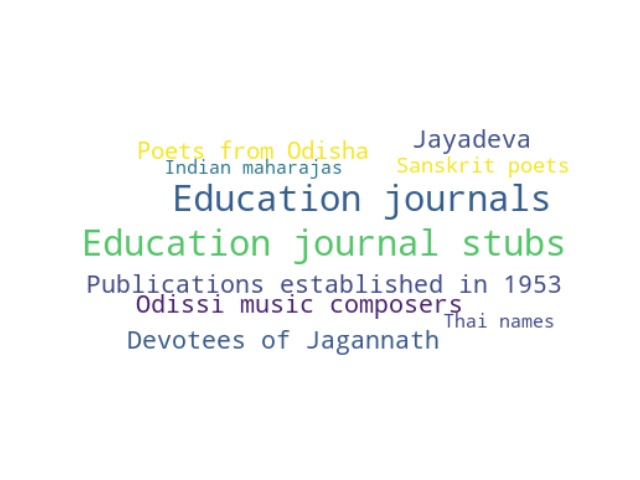 Jayadeva
Poets from Odisha
Sanskrit poets
Indian maharajas
Education journals
Education journal stubs
Publications established in 1953
Odissi music composers
Thai names
Devotees of Jagannath